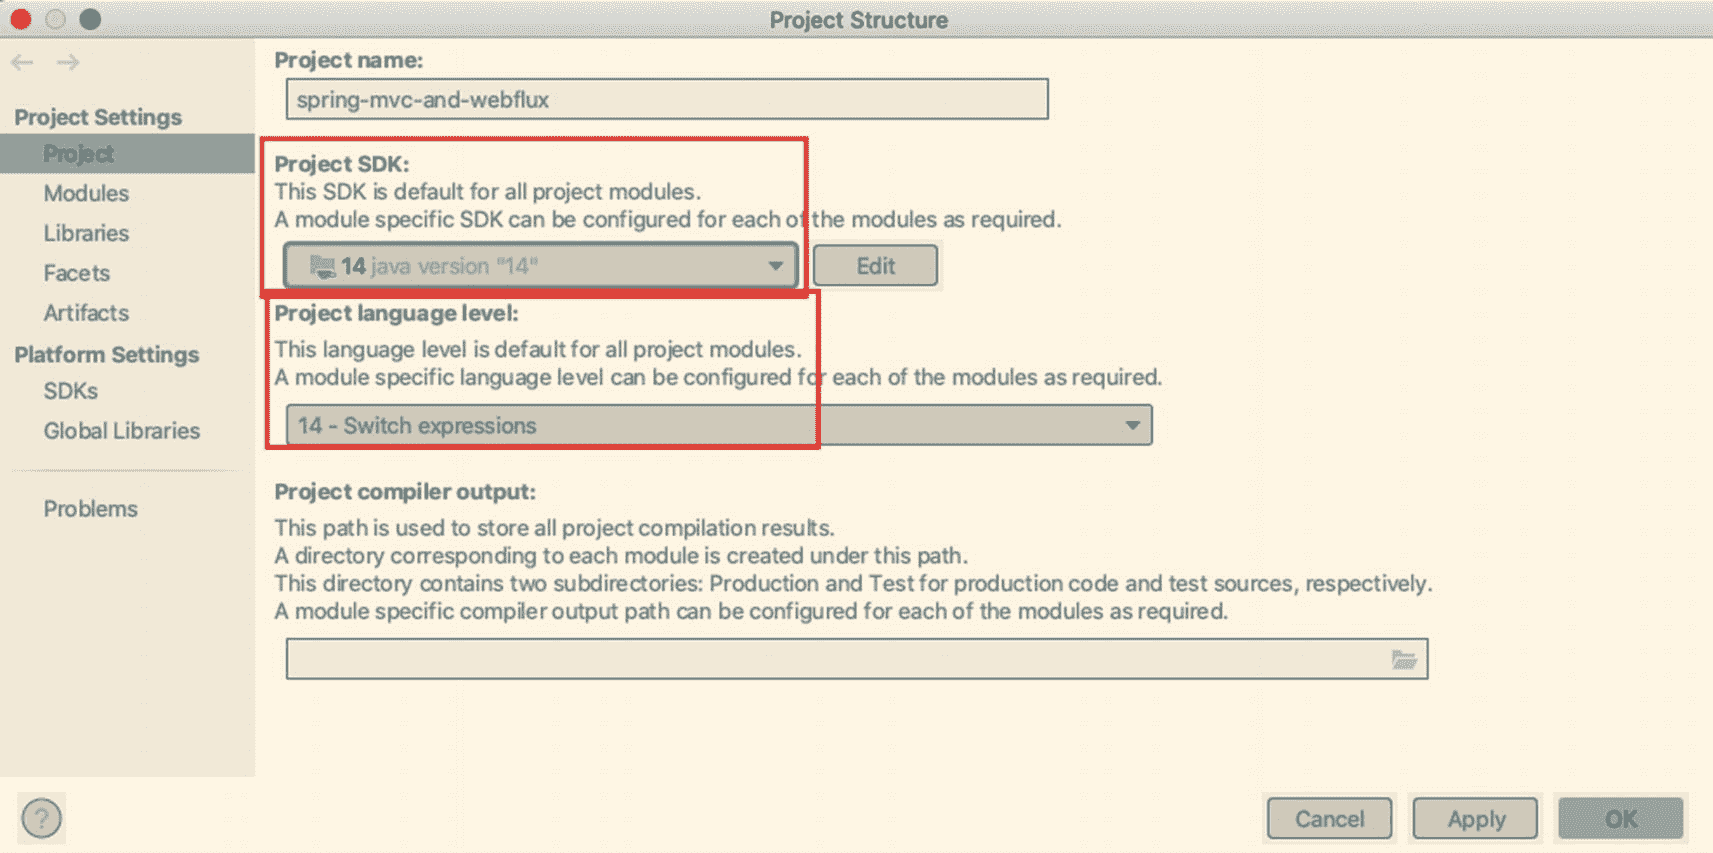 Project Structure
Project Settings
Project
Modules
Libraries
Facets
Artifacts
Platform Settings
SDKs
Global Libraries
Problems
Project name:
spring-mvc-and-webflux
Project SDK:
This SDK is default for all project modules.
A module specific SDK can be configured for each of the modules as required.
14 java version "14"
Edit
Project language level:
This language level is default for all project modules.
A module specific language level can be configured for each of the modules as required.
14 - Switch expressions
Project compiler output:
This path is used to store all project compilation results.
A directory corresponding to each module is created under this path.
This directory contains two subdirectories: Production and Test for production code and test sources, respectively.
A module specific compiler output path can be configured for each of the modules as required.
?
Cancel
Apply
OK